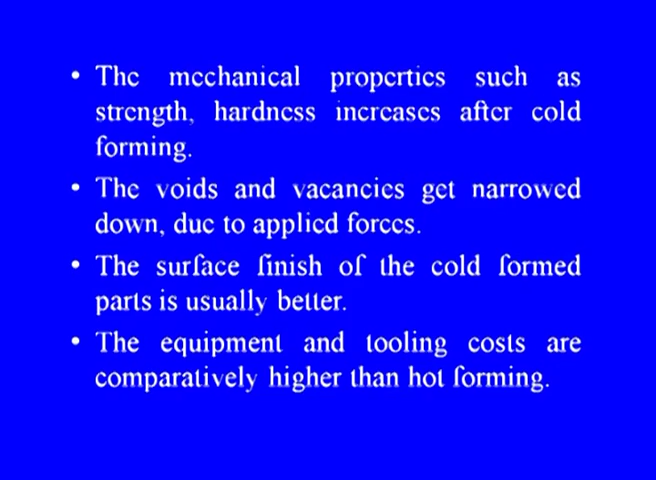 • The mechanical properties such as
strength, hardness increases after cold
forming.
• The voids and vacancies get narrowed
down, due to applied forces.
• The surface finish of the cold formed
parts is usually better.
• The equipment and tooling costs are
comparatively higher than hot forming.